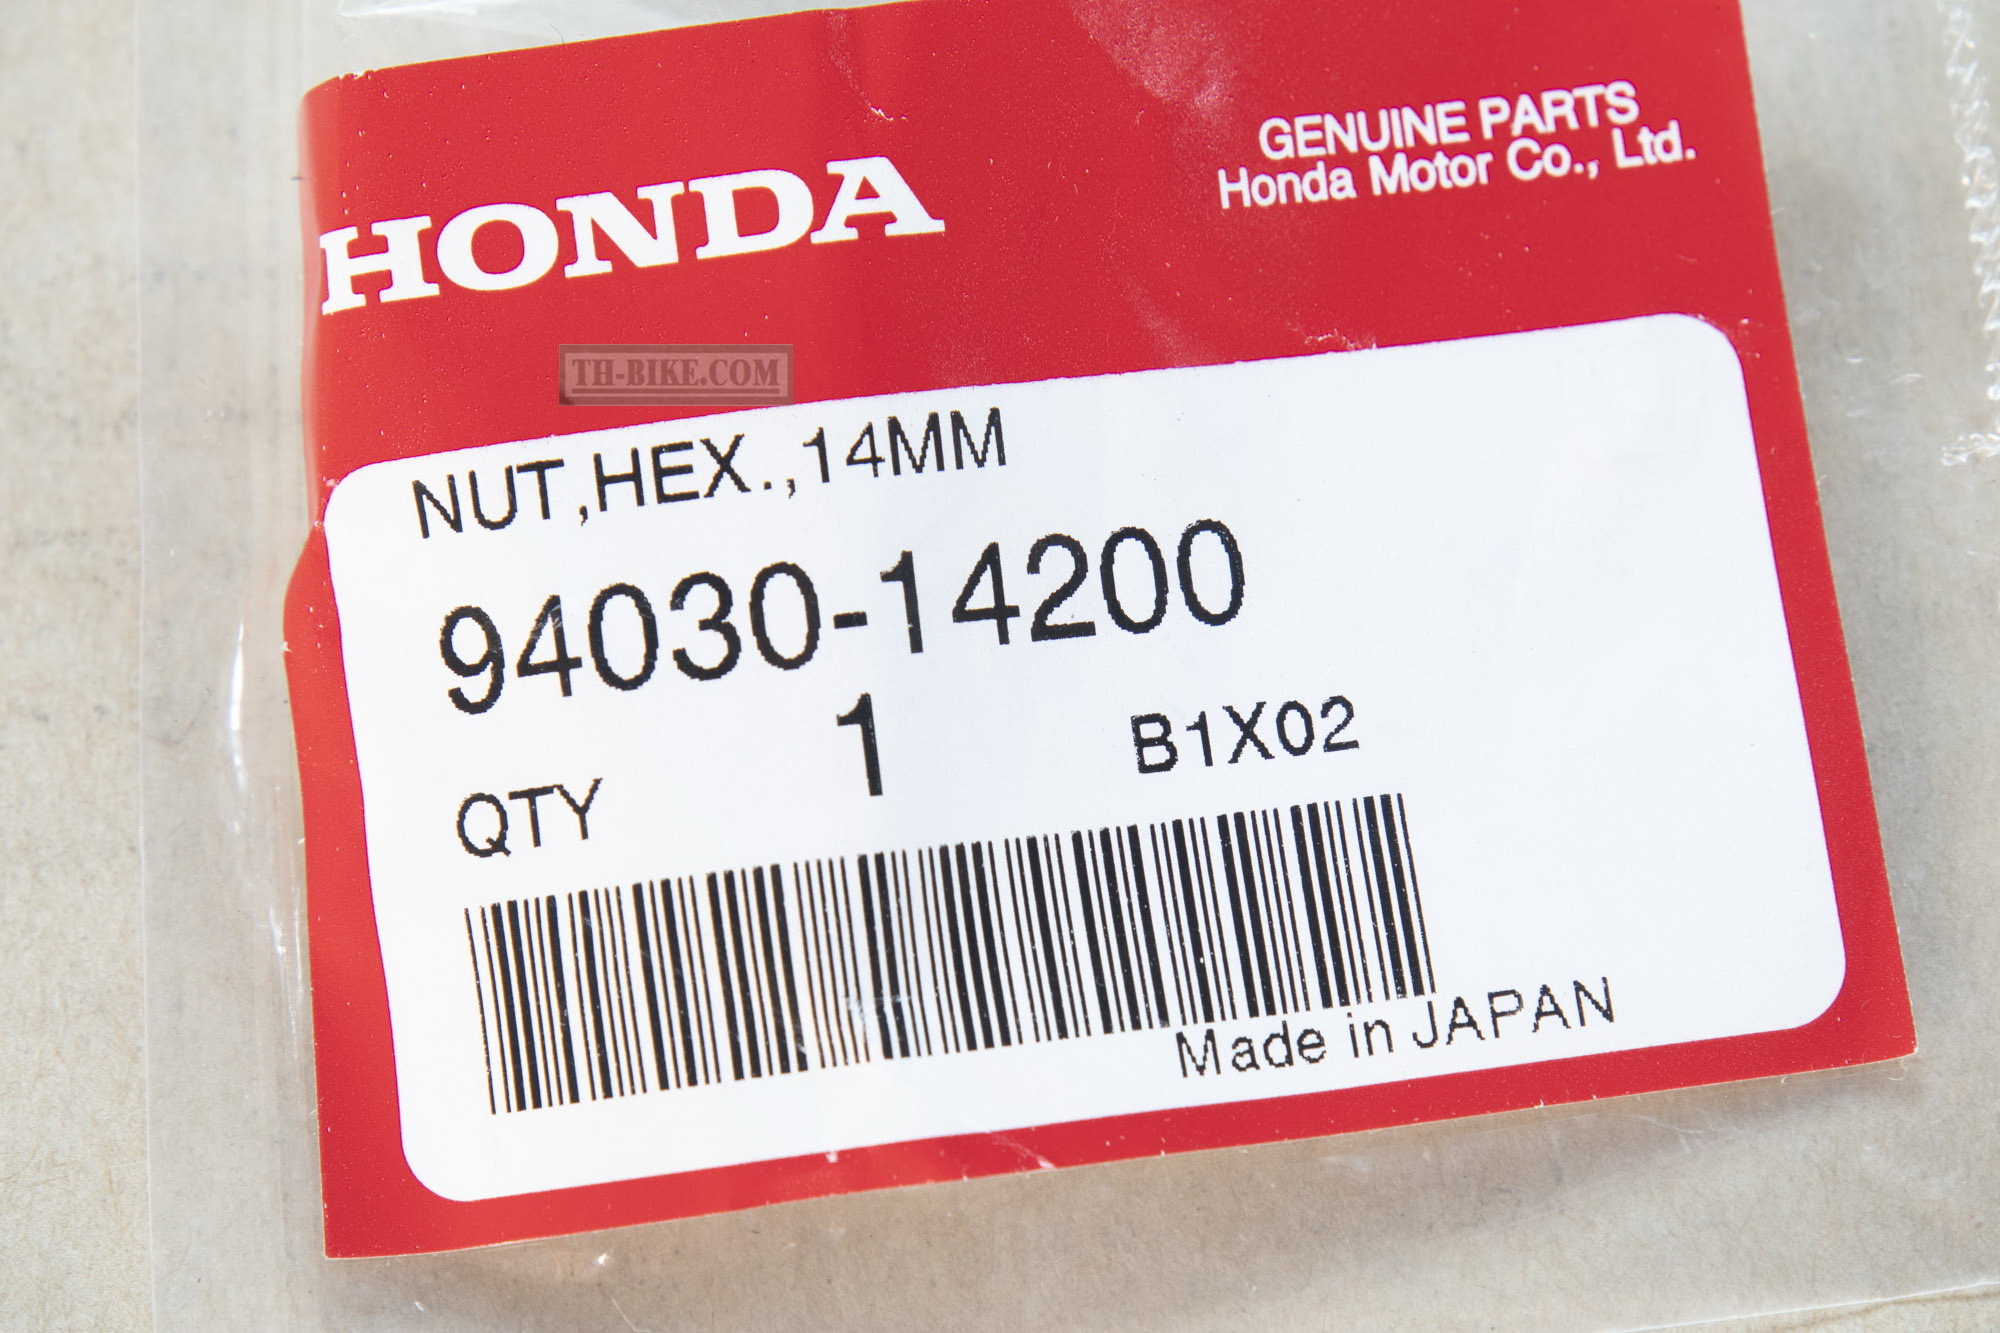 HONDA
GENUINE PARTS
Honda Motor Co., Ltd.
TH-BIKE.COM
NUT,HEX.,14MM
94030-14200
1
B1X02
QTY
Made in JAPAN